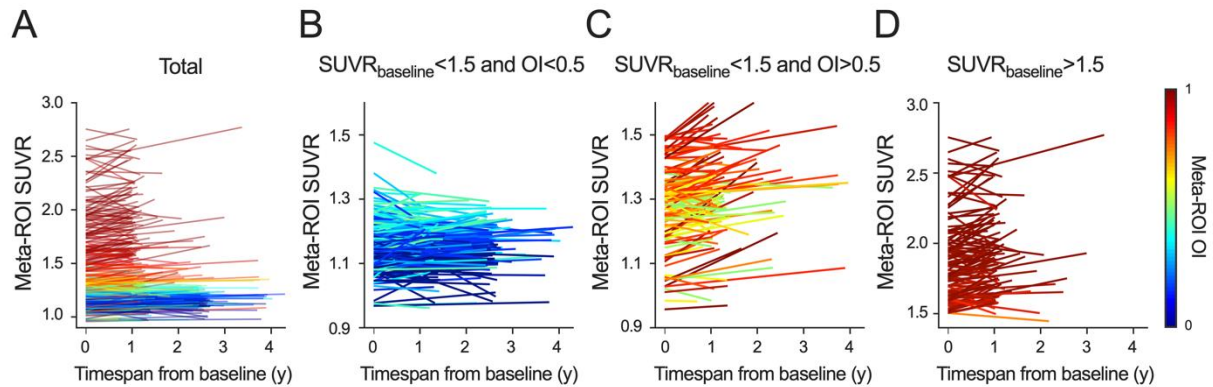 A
Total
Meta-ROI SUVR
3.0
2.5
2.0
1.5
1.0
0 1 2 3 4
Timespan from baseline (y)
B
SUVRbaseline<1.5 and OI<0.5
Meta-ROI SUVR
1.5
1.3
1.1
0.9
0 1 2 3 4
Timespan from baseline (y)
C
SUVRbaseline<1.5 and OI>0.5
Meta-ROI SUVR
1.5
1.3
1.1
0.9
0 1 2 3 4
Timespan from baseline (y)
D
SUVRbaseline>1.5
Meta-ROI SUVR
3.0
2.5
2.0
1.5
0 1 2 3 4
Timespan from baseline (y)
1
Meta-ROI OI
0